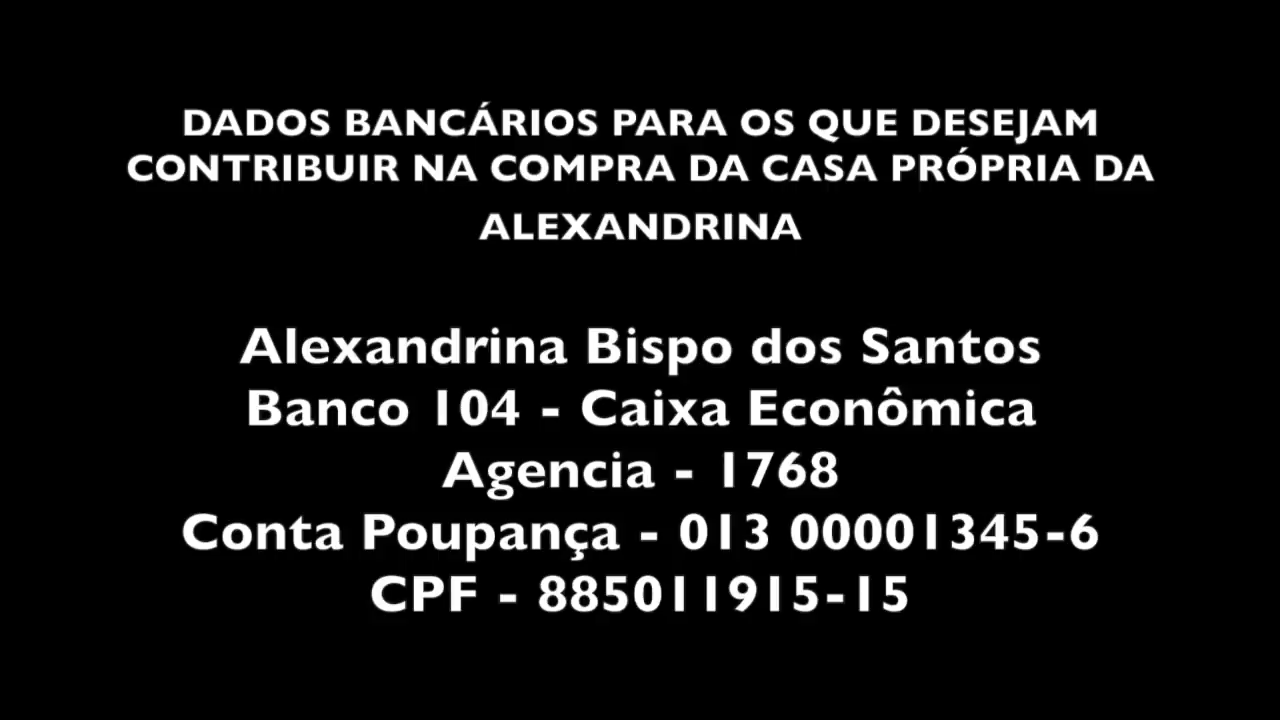 DADOS BANCÁRIOS PARA OS QUE DESEJAM
CONTRIBUIR NA COMPRA DA CASA PRÓPRIA DA
ALEXANDRINA
Alexandrina Bispo dos Santos
Banco 104 - Caixa Econômica
Agencia - 1768
Conta Poupança - 013 00001345-6
CPF - 885011915-15